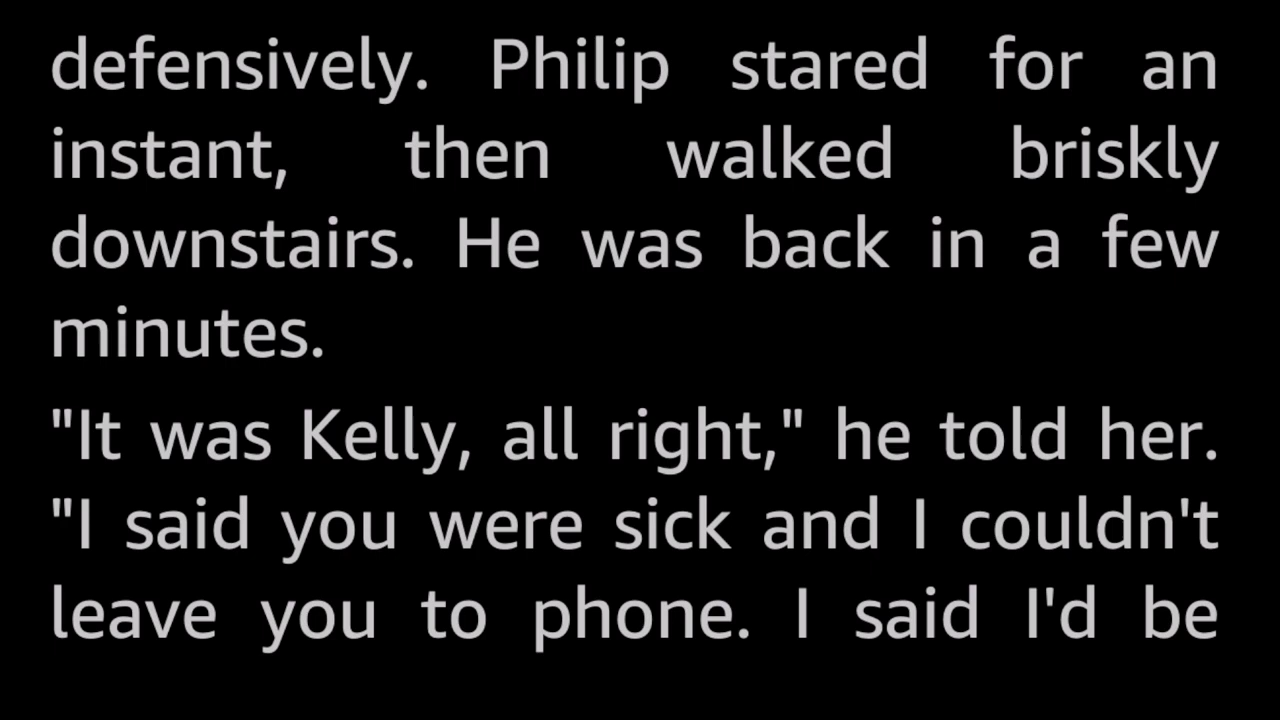 defensively. Philip stared for an
instant, then walked briskly
downstairs. He was back in a few
minutes.
"It was Kelly, all right," he told her.
"I said you were sick and I couldn't
leave you to phone. I said I'd be